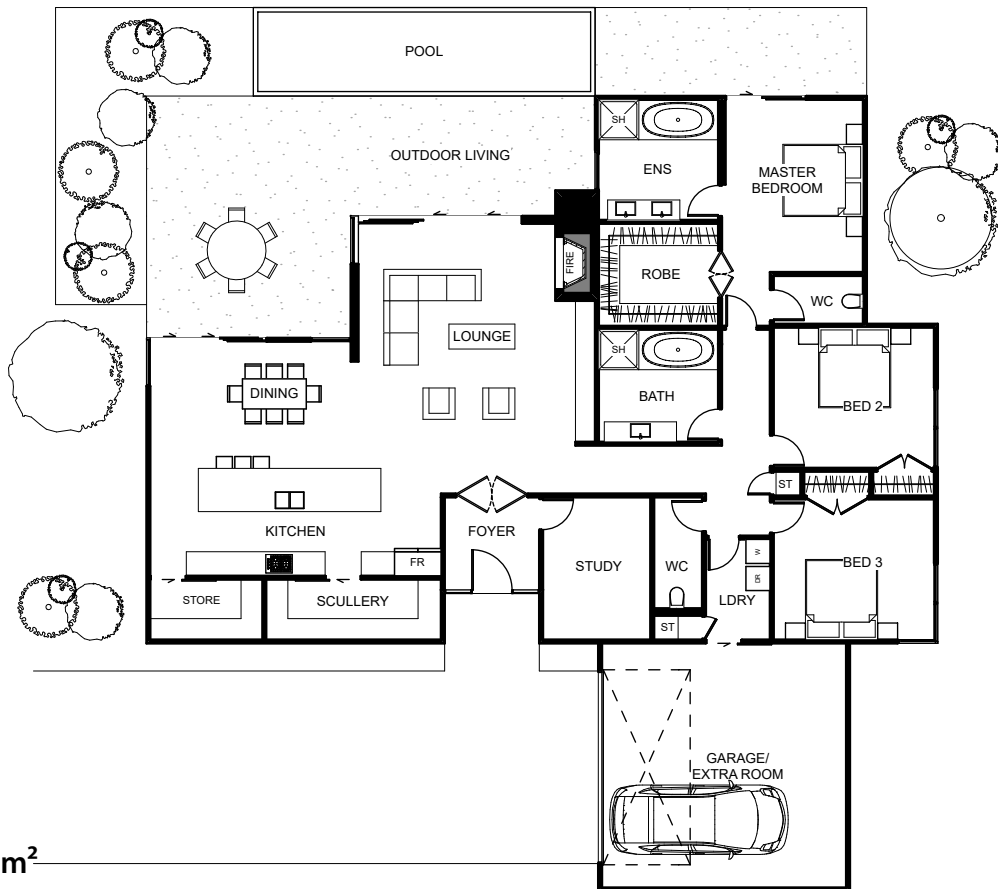 POOL
SH
OUTDOOR LIVING
ENS
MASTER
BEDROOM
FIRE
ROBE
WC
LOUNGE
SH
DINING
BATH
BED 2
ST
KITCHEN
FOYER
FR
STUDY
WC
W
DR
BED 3
STORE
SCULLERY
LDRY
ST
GARAGE/
EXTRA ROOM
m²